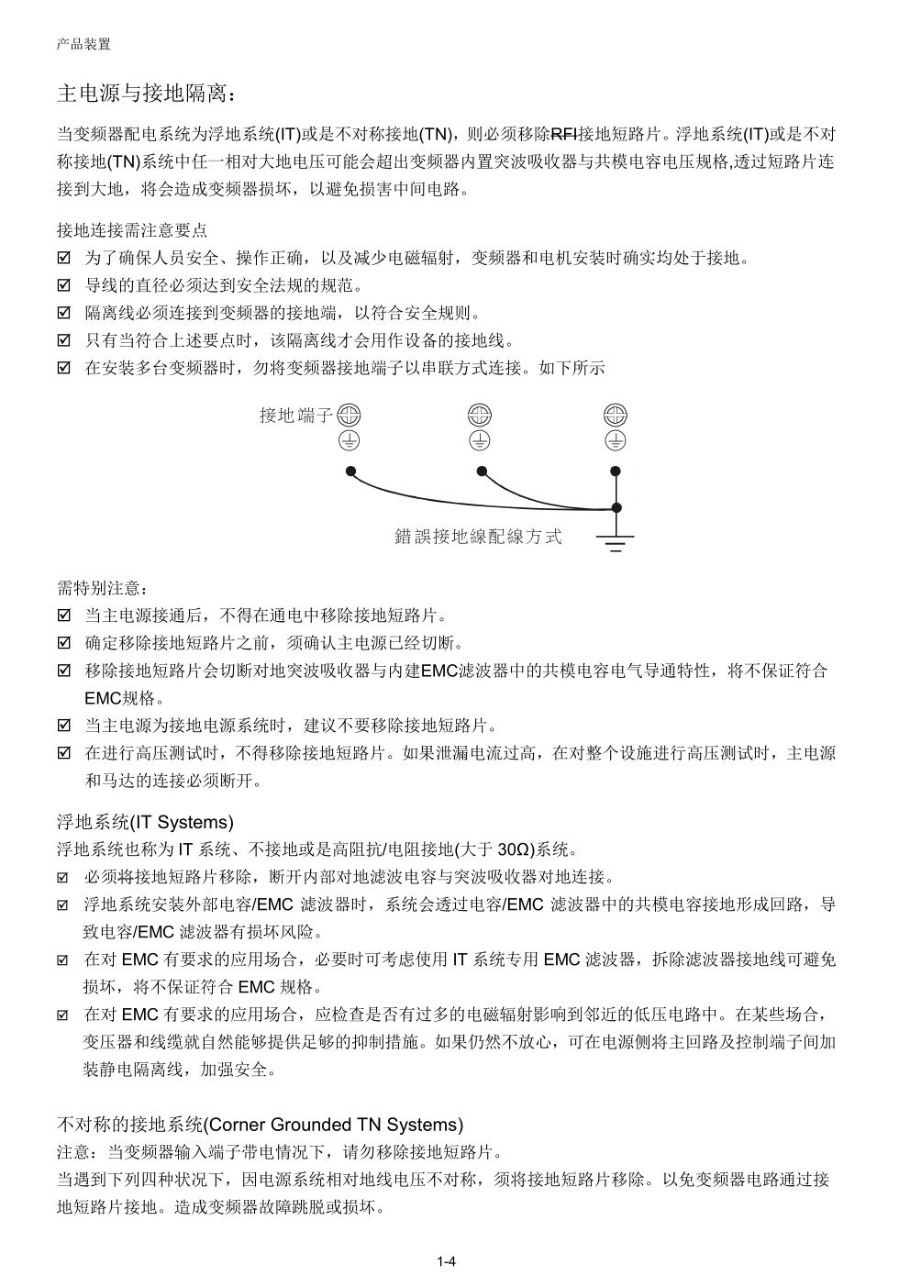 产品装置
主电源与接地隔离：
当变频器配电系统为浮地系统(IT)或是不对称接地(TN)，则必须移除RFI接地短路片。浮地系统(IT)或是不对
称接地(TN)系统中任一相对大地电压可能会超出变频器内置突波吸收器与共模电容电压规格,透过短路片连
接到大地，将会造成变频器损坏，以避免损害中间电路。
接地连接需注意要点
☑ 为了确保人员安全、操作正确，以及减少电磁辐射，变频器和电机安装时确实均处于接地。
☑ 导线的直径必须达到安全法规的规范。
☑ 隔离线必须连接到变频器的接地端，以符合安全规则。
☑ 只有当符合上述要点时，该隔离线才会用作设备的接地线。
☑ 在安装多台变频器时，勿将变频器接地端子以串联方式连接。如下所示
接地端子
錯誤接地線配線方式
需特别注意：
☑ 当主电源接通后，不得在通电中移除接地短路片。
☑ 确定移除接地短路片之前，须确认主电源已经切断。
☑ 移除接地短路片会切断对地突波吸收器与内建EMC滤波器中的共模电容电气导通特性，将不保证符合
EMC规格。
☑ 当主电源为接地电源系统时，建议不要移除接地短路片。
☑ 在进行高压测试时，不得移除接地短路片。如果泄漏电流过高，在对整个设施进行高压测试时，主电源
和马达的连接必须断开。
浮地系统(IT Systems)
浮地系统也称为 IT 系统、不接地或是高阻抗/电阻接地(大于 30Ω)系统。
☑ 必须将接地短路片移除，断开内部对地滤波电容与突波吸收器对地连接。
☑ 浮地系统安装外部电容/EMC 滤波器时，系统会透过电容/EMC 滤波器中的共模电容接地形成回路，导
致电容/EMC 滤波器有损坏风险。
☑ 在对 EMC 有要求的应用场合，必要时可考虑使用 IT 系统专用 EMC 滤波器，拆除滤波器接地线可避免
损坏，将不保证符合 EMC 规格。
☑ 在对 EMC 有要求的应用场合，应检查是否有过多的电磁辐射影响到邻近的低压电路中。在某些场合，
变压器和线缆就自然能够提供足够的抑制措施。如果仍然不放心，可在电源侧将主回路及控制端子间加
装静电隔离线，加强安全。
不对称的接地系统(Corner Grounded TN Systems)
注意：当变频器输入端子带电情况下，请勿移除接地短路片。
当遇到下列四种状况下，因电源系统相对地线电压不对称，须将接地短路片移除。以免变频器电路通过接
地短路片接地。造成变频器故障跳脱或损坏。
1-4